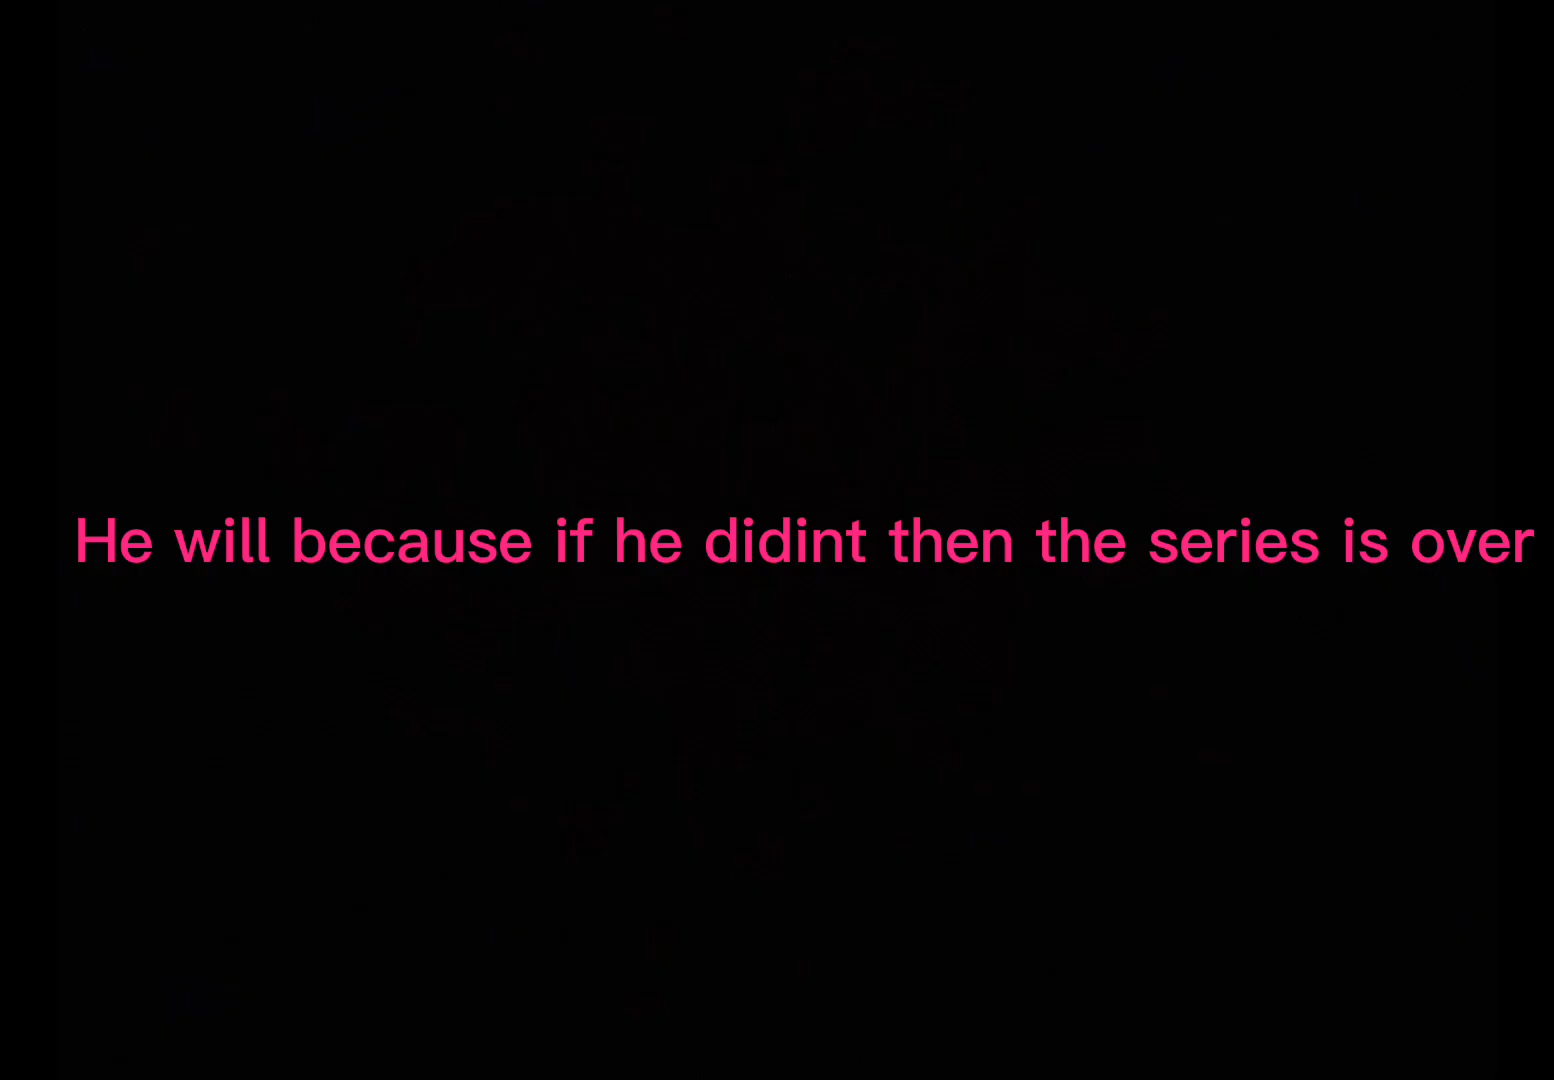 He will because if he didint then the series is over